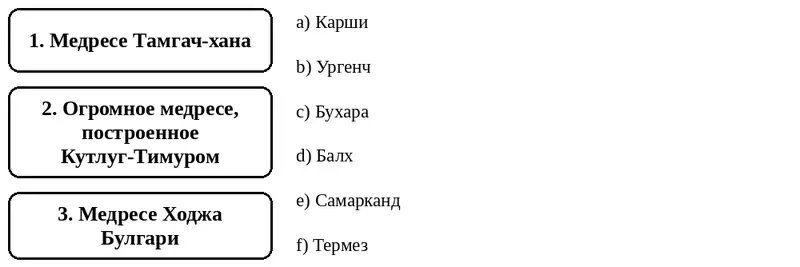 1. Медресе Тамгач-хана
2. Огромное медресе,
построенное
Кутлуг-Тимуром
3. Медресе Ходжа
Булгари
a) Карши
b) Ургенч
c) Бухара
d) Балх
e) Самарканд
f) Термез